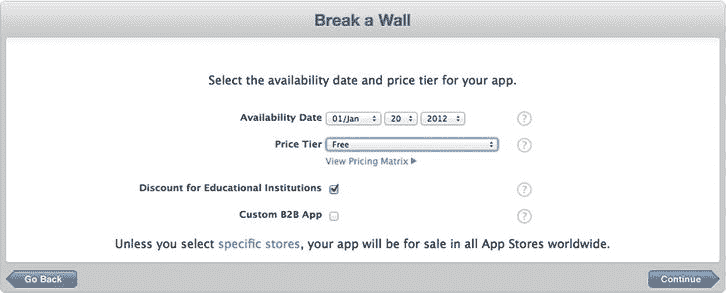 Break a Wall
Select the availability date and price tier for your app.
Availability Date 01/Jan 20 2012 ?
Price Tier Free ?
View Pricing Matrix ▶
Discount for Educational Institutions ?
Custom B2B App ?
Unless you select specific stores, your app will be for sale in all App Stores worldwide.
Go Back Continue